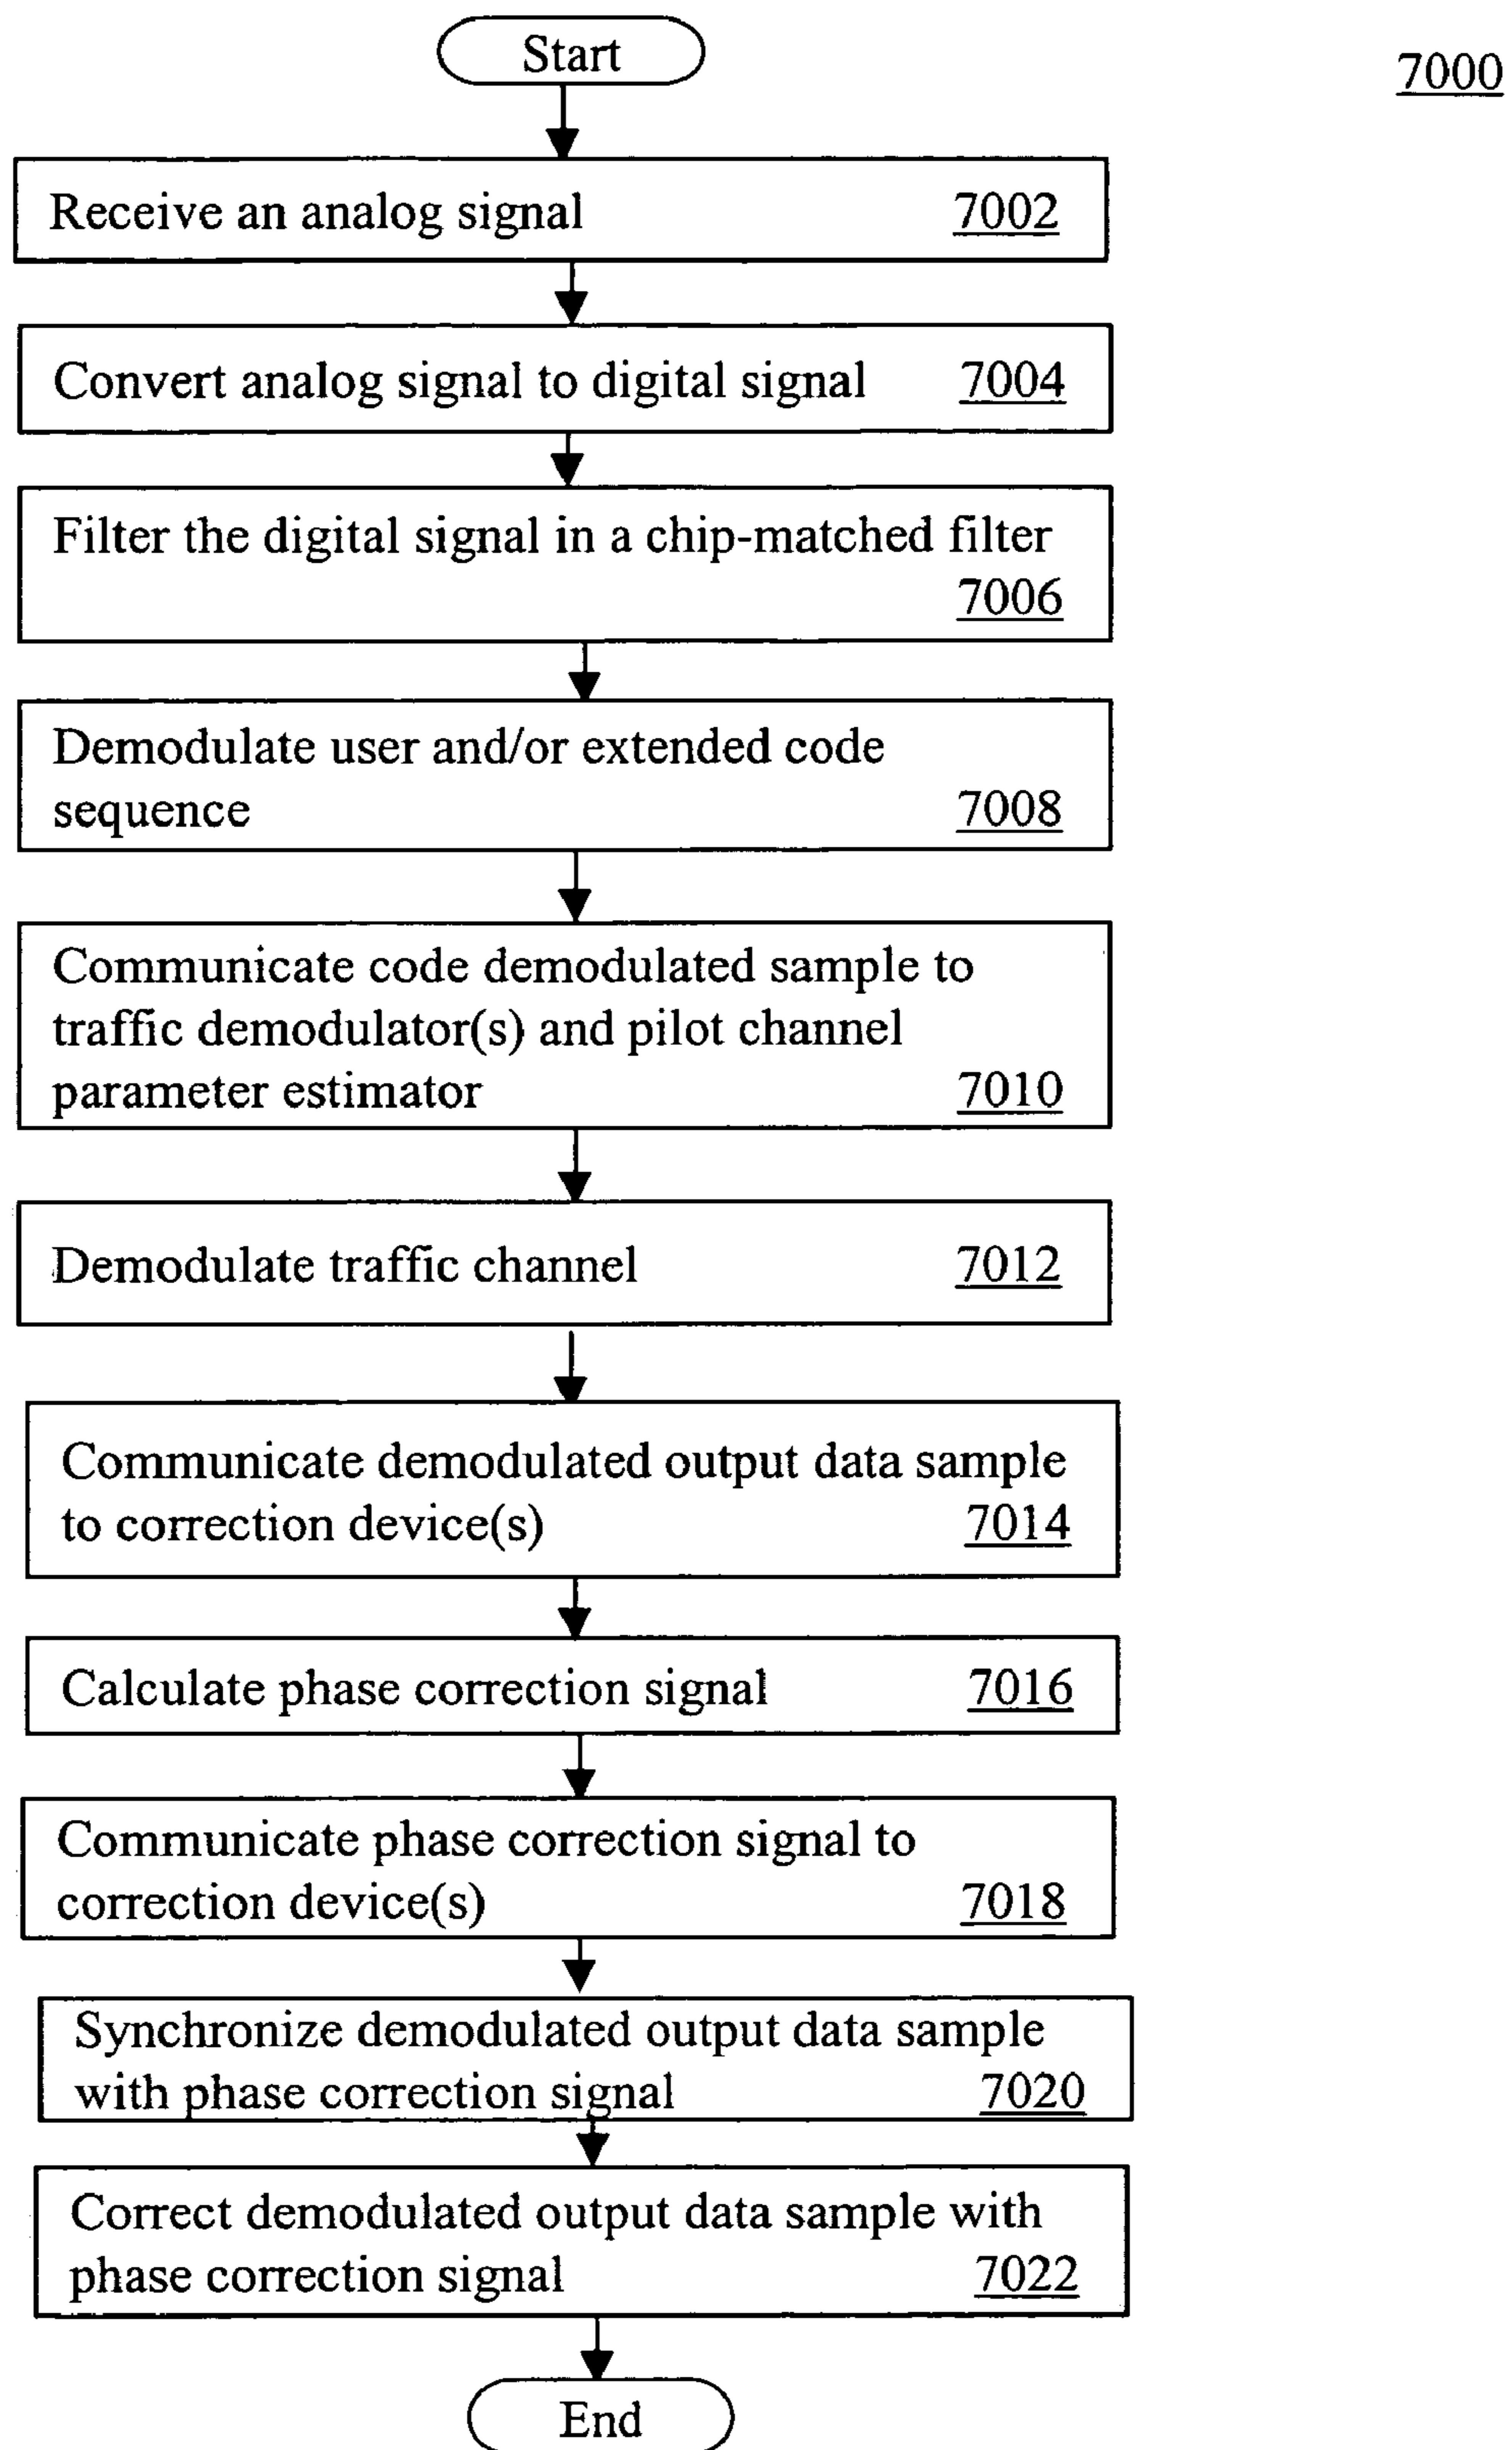 Start
7000
Receive an analog signal 7002
Convert analog signal to digital signal 7004
Filter the digital signal in a chip-matched filter
7006
Demodulate user and/or extended code
sequence 7008
Communicate code demodulated sample to
traffic demodulator(s) and pilot channel
parameter estimator 7010
Demodulate traffic channel 7012
Communicate demodulated output data sample
to correction device(s) 7014
Calculate phase correction signal 7016
Communicate phase correction signal to
correction device(s) 7018
Synchronize demodulated output data sample
with phase correction signal 7020
Correct demodulated output data sample with
phase correction signal 7022
End